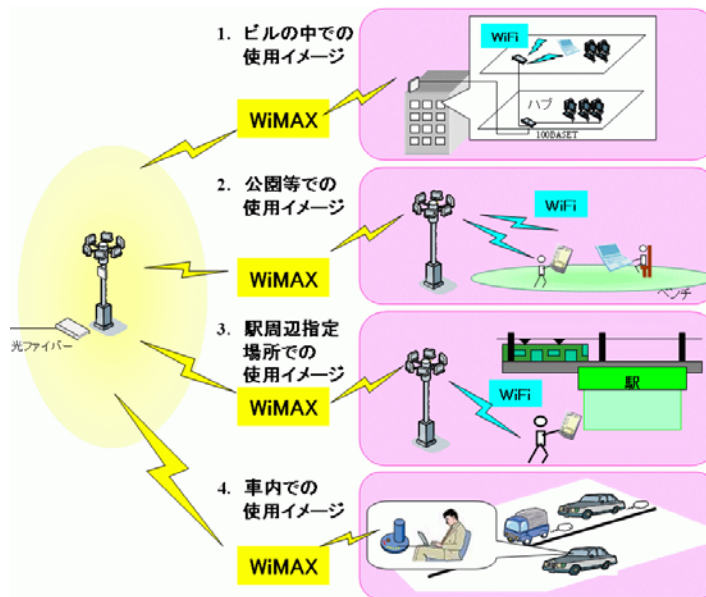 1. ビルの中での
使用イメージ
WiFi
ハブ
100BASET
WiMAX
2. 公園等での
使用イメージ
WiFi
WiMAX
ベンチ
光ファイバー
3. 駅周辺指定
場所での
使用イメージ
WiMAX
WiFi
駅
4. 車内での
使用イメージ
WiMAX